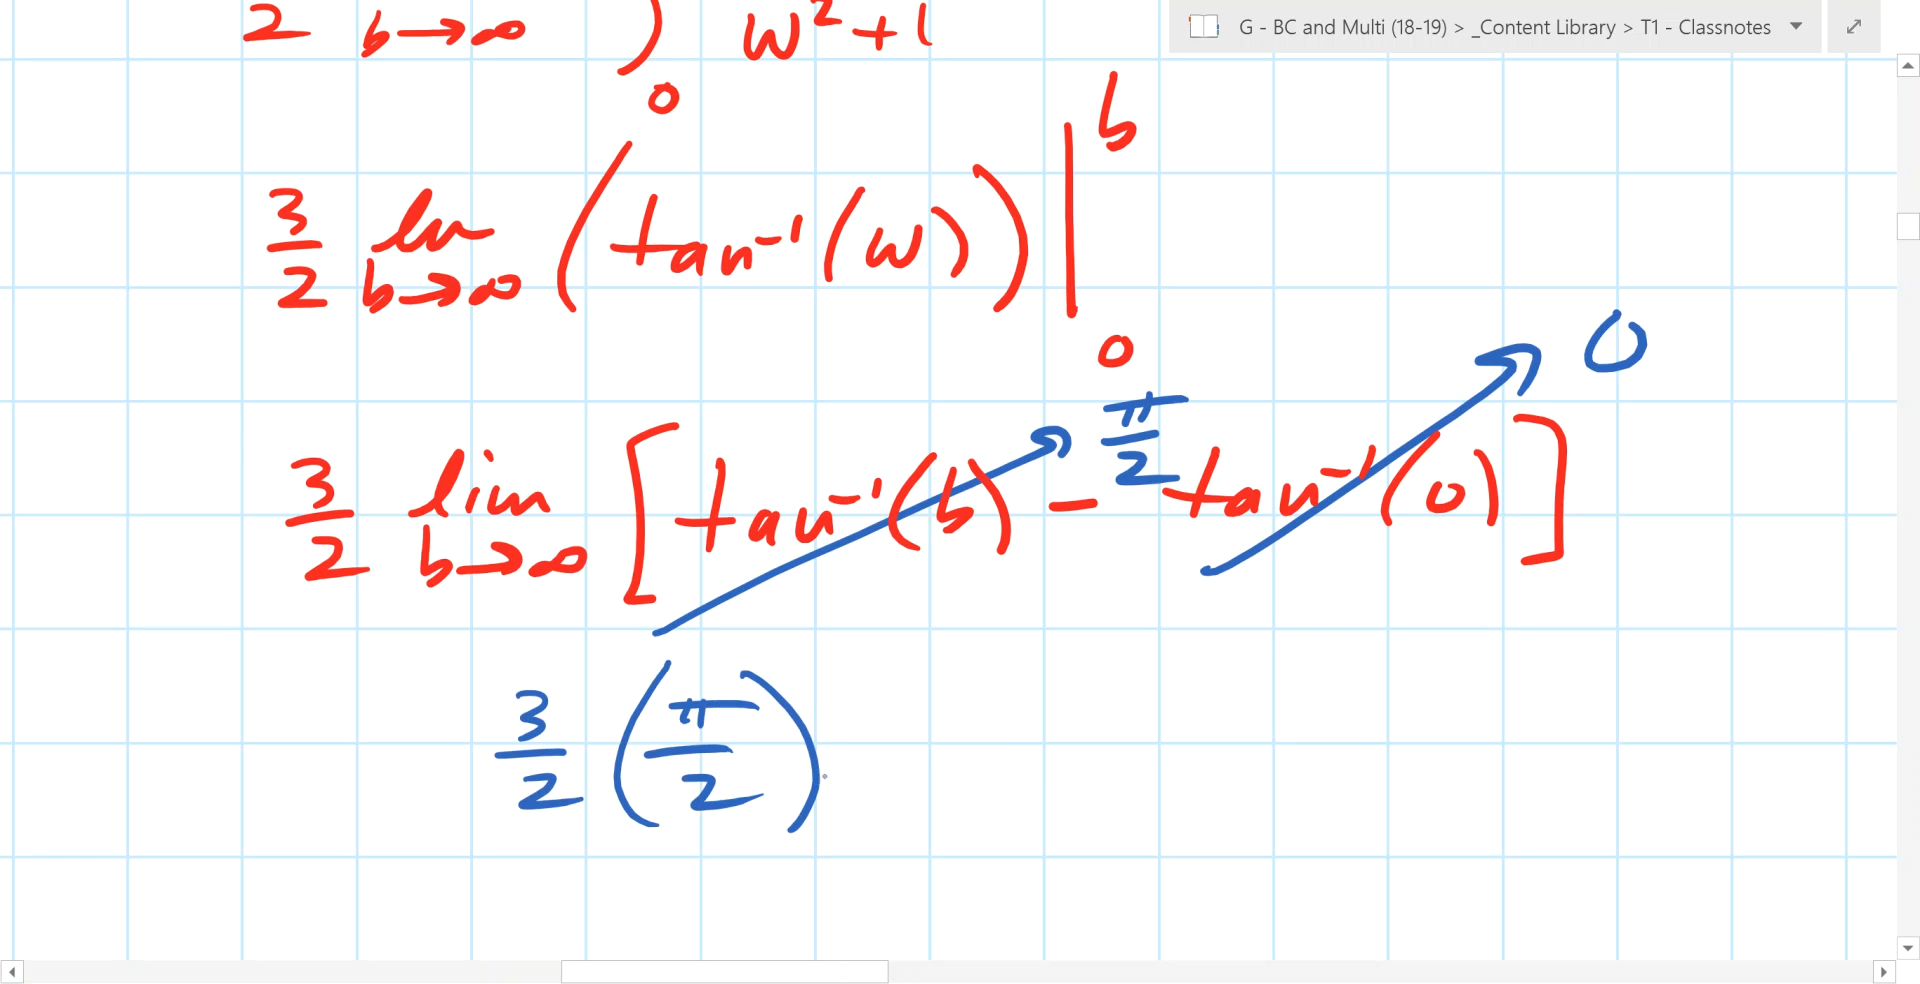 G - BC and Multi (18-19) > _Content Library > T1 - Classnotes
2 b→∞ ∫ 0 w²+1
3/2 lim b→∞ (tan⁻¹(w)) | b 0
3/2 lim b→∞ [tan⁻¹(b) - tan⁻¹(0)] π/2 0
3/2 (π/2)